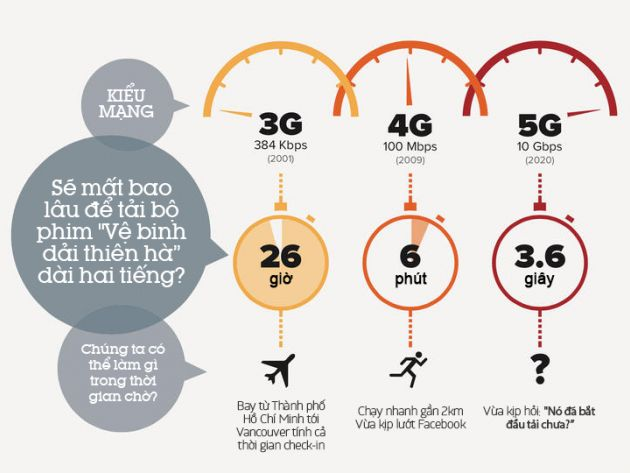 KIỂU
MẠNG
3G
384 Kbps
(2001)
4G
100 Mbps
(2009)
5G
10 Gbps
(2020)
Sẽ mất bao
lâu để tải bộ
phim "Vệ binh
dải thiên hà"
dài hai tiếng?
26
giờ
6
phút
3.6
giây
Chúng ta có
thể làm gì
trong thời
gian chờ?
Bay từ Thành phố
Hồ Chí Minh tới
Vancouver tính cả
thời gian check-in
Chạy nhanh gần 2km
Vừa kịp lướt Facebook
?
Vừa kịp hỏi: "Nó đã bắt
đầu tải chưa?"